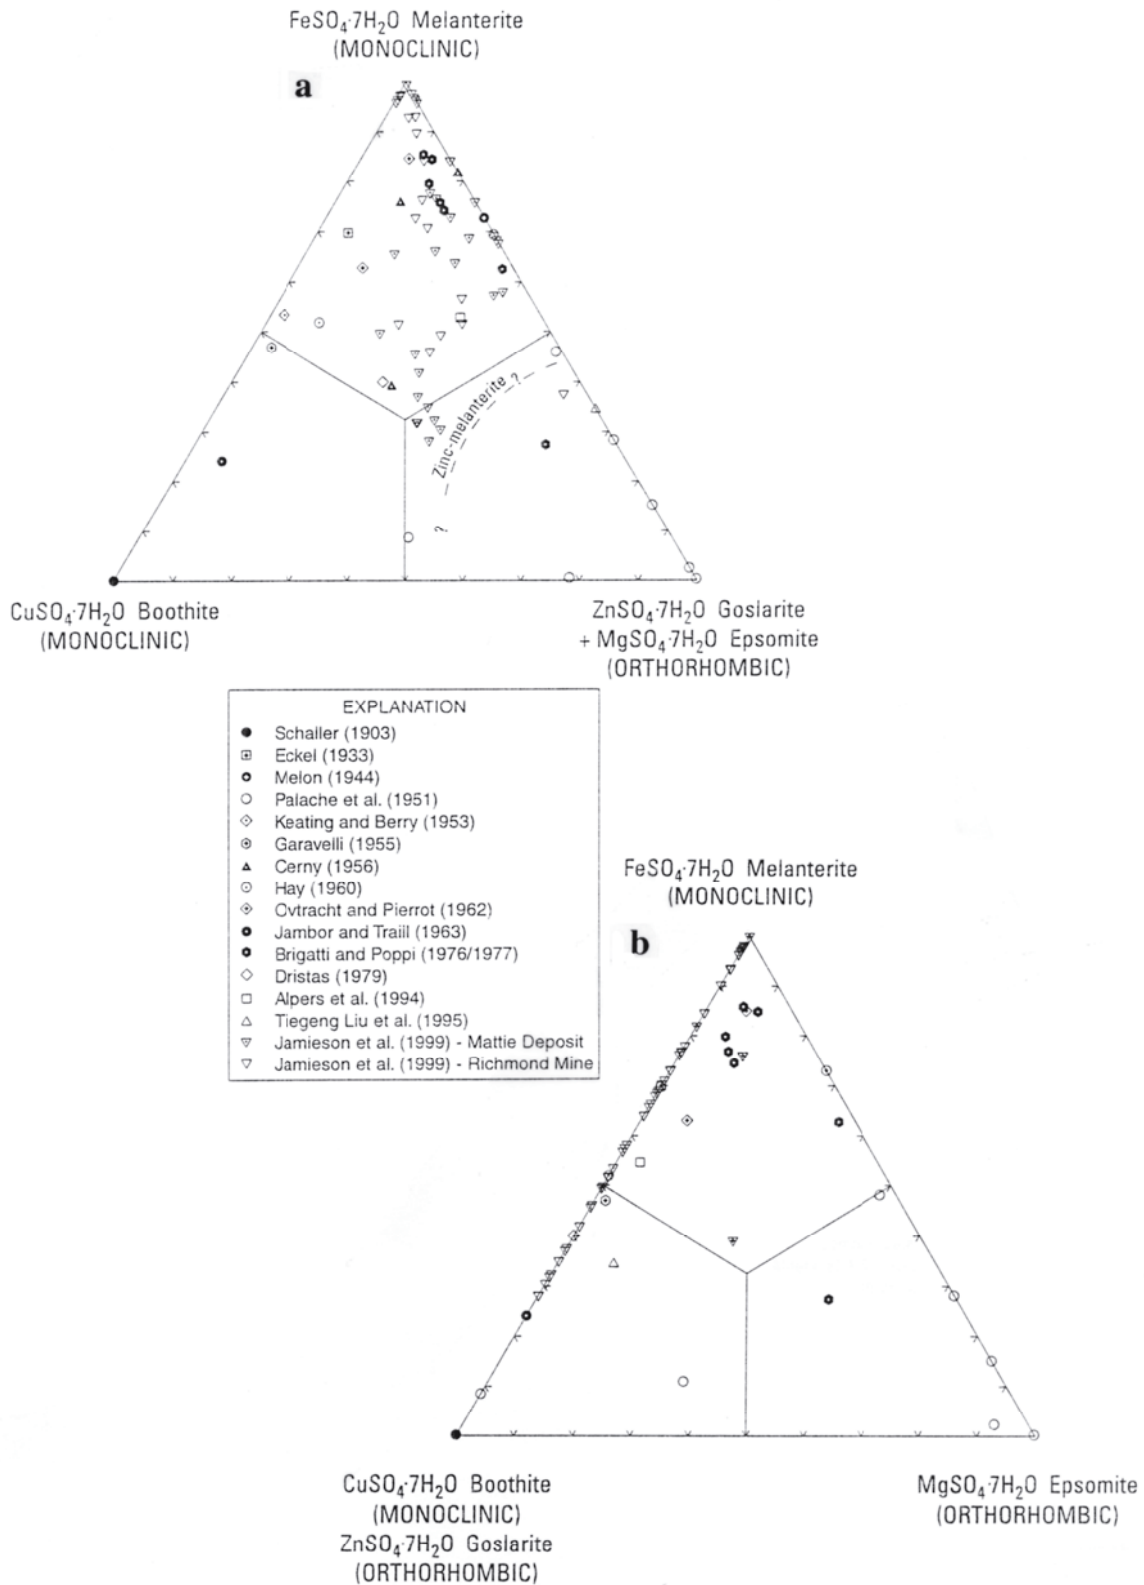 FeSO₄·7H₂O Melanterite
(MONOCLINIC)
a
Zinc-melanterite ?
?
CuSO₄·7H₂O Boothite
(MONOCLINIC)
ZnSO₄·7H₂O Goslarite
+ MgSO₄·7H₂O Epsomite
(ORTHORHOMBIC)
EXPLANATION
Schaller (1903)
Eckel (1933)
Melon (1944)
Palache et al. (1951)
Keating and Berry (1953)
Garavelli (1955)
Cerny (1956)
Hay (1960)
Ovtracht and Pierrot (1962)
Jambor and Traill (1963)
Brigatti and Poppi (1976/1977)
Dristas (1979)
Alpers et al. (1994)
Tiegeng Liu et al. (1995)
Jamieson et al. (1999) - Mattie Deposit
Jamieson et al. (1999) - Richmond Mine
FeSO₄·7H₂O Melanterite
(MONOCLINIC)
b
CuSO₄·7H₂O Boothite
(MONOCLINIC)
ZnSO₄·7H₂O Goslarite
(ORTHORHOMBIC)
MgSO₄·7H₂O Epsomite
(ORTHORHOMBIC)